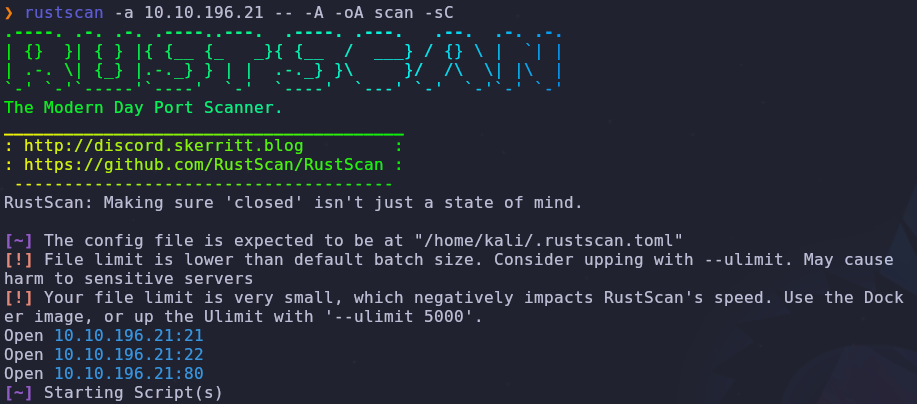 ❯ rustscan -a 10.10.196.21 -- -A -oA scan -sC
.----. .-. .-. .----..---.  .----. .---.   .--.  .-. .-.
| {}  }| { } |{ {__ {_   _}{ {__  /  ___} / {} \ |  `| |
| .-. \| {_} |.-._} } | |  .-._} }\     }/  /\  \| |\  |
`-' `-'`-----'`----'  `-'  `----'  `---' `-'  `-'`-' `-'
The Modern Day Port Scanner.
________________________________________
: http://discord.skerritt.blog         :
: https://github.com/RustScan/RustScan :
 --------------------------------------
RustScan: Making sure 'closed' isn't just a state of mind.
[~] The config file is expected to be at "/home/kali/.rustscan.toml"
[!] File limit is lower than default batch size. Consider upping with --ulimit. May cause
harm to sensitive servers
[!] Your file limit is very small, which negatively impacts RustScan's speed. Use the Dock
er image, or up the Ulimit with '--ulimit 5000'.
Open 10.10.196.21:21
Open 10.10.196.21:22
Open 10.10.196.21:80
[~] Starting Script(s)